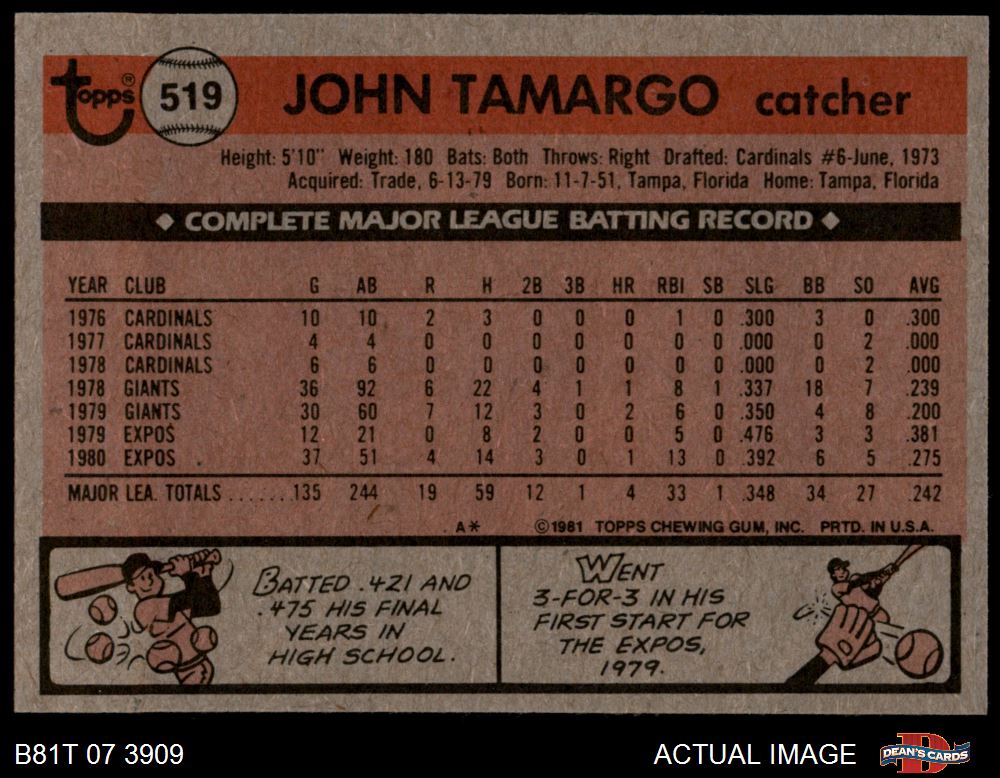 Topps® 519 JOHN TAMARGO catcher
Height: 5'10" Weight: 180 Bats: Both Throws: Right Drafted: Cardinals #6-June, 1973
Acquired: Trade, 6-13-79 Born: 11-7-51, Tampa, Florida Home: Tampa, Florida
◆ COMPLETE MAJOR LEAGUE BATTING RECORD ◆
YEAR CLUB G AB R H 2B 3B HR RBI SB SLG BB SO AVG
1976 CARDINALS 10 10 2 3 0 0 0 1 0 .300 3 0 .300
1977 CARDINALS 4 4 0 0 0 0 0 0 0 .000 0 2 .000
1978 CARDINALS 6 6 0 0 0 0 0 0 0 .000 0 2 .000
1978 GIANTS 36 92 6 22 4 1 1 8 1 .337 18 7 .239
1979 GIANTS 30 60 7 12 3 0 2 6 0 .350 4 8 .200
1979 EXPOS 12 21 0 8 2 0 0 5 0 .476 3 3 .381
1980 EXPOS 37 51 4 14 3 0 1 13 0 .392 6 5 .275
MAJOR LEA. TOTALS .......135 244 19 59 12 1 4 33 1 .348 34 27 .242
A* ©1981 TOPPS CHEWING GUM, INC. PRTD. IN U.S.A.
BATTED .421 AND
.475 HIS FINAL
YEARS IN
HIGH SCHOOL.
WENT
3-FOR-3 IN HIS
FIRST START FOR
THE EXPOS,
1979.
B81T 07 3909 ACTUAL IMAGE DEAN'S CARDS